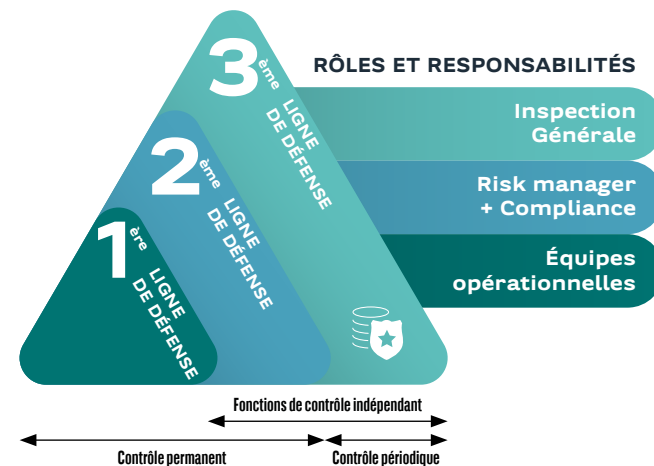 RÔLES ET RESPONSABILITÉS
3ème LIGNE
DE DÉFENSE
Inspection
Générale
2ème LIGNE
DE DÉFENSE
Risk manager
+ Compliance
1ère LIGNE
DE DÉFENSE
Équipes
opérationnelles
Fonctions de contrôle indépendant
Contrôle permanent
Contrôle périodique